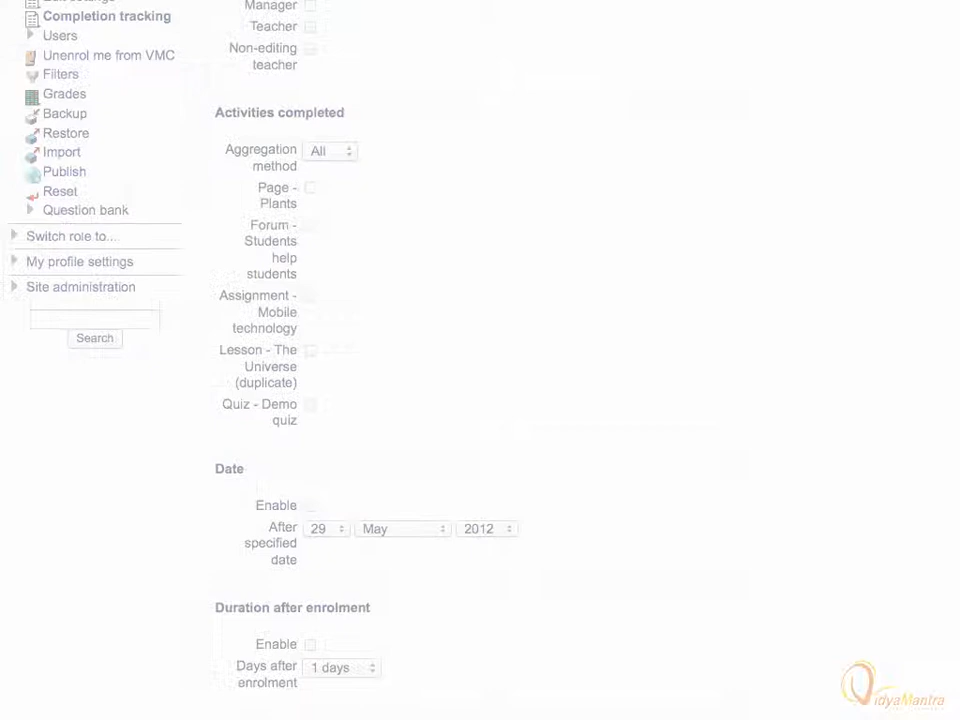 Edit settings
Completion tracking
Users
Unenrol me from VMC
Filters
Grades
Backup
Restore
Import
Publish
Reset
Question bank
Switch role to...
My profile settings
Site administration
Search
Manager
Teacher
Non-editing
teacher
Activities completed
Aggregation
method
All
Page -
Plants
Forum -
Students
help
students
Assignment -
Mobile
technology
Lesson - The
Universe
(duplicate)
Quiz - Demo
quiz
Date
Enable
After
specified
date
29 May 2012
Duration after enrolment
Enable
Days after
enrolment
1 days
VidyaMantra